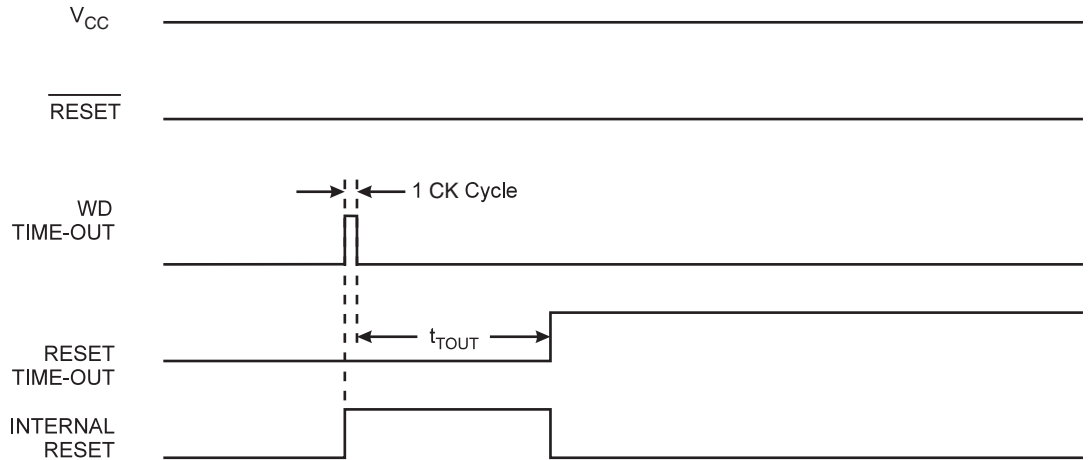 VCC
RESET
1 CK Cycle
WD
TIME-OUT
tTOUT
RESET
TIME-OUT
INTERNAL
RESET